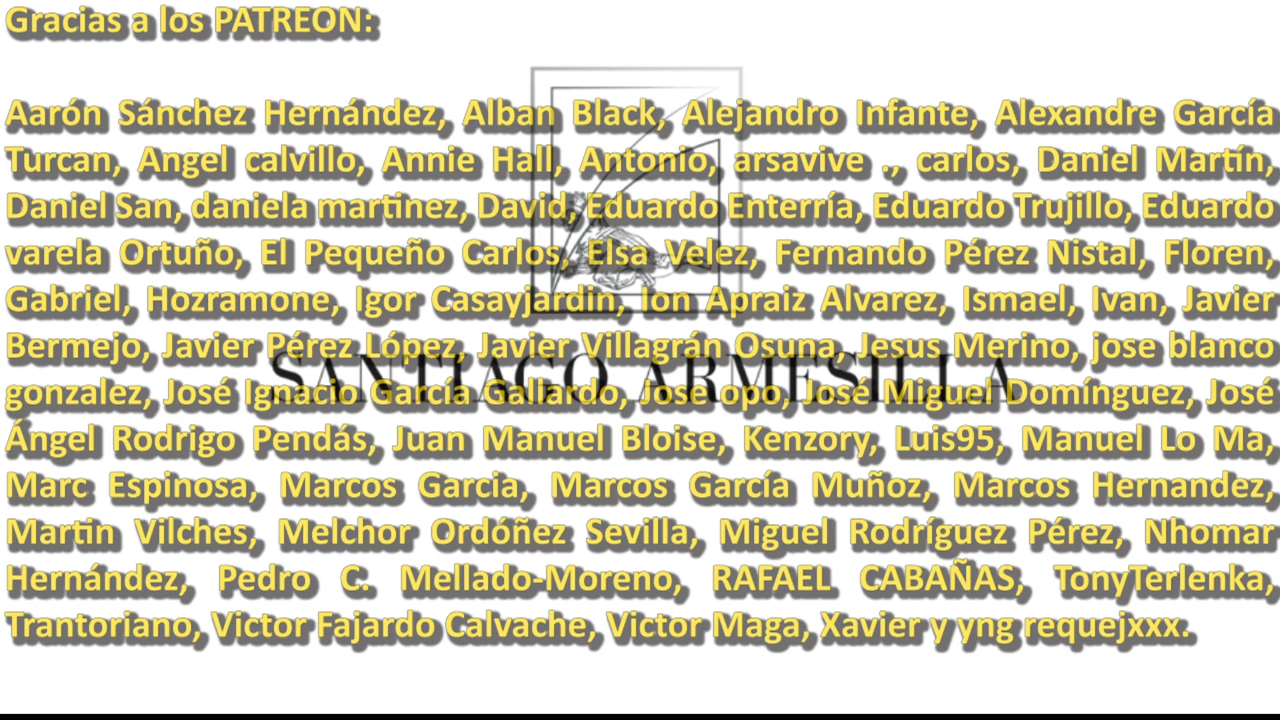 Gracias a los PATREON:
Aarón Sánchez Hernández, Alban Black, Alejandro Infante, Alexandre García
Turcan, Angel calvillo, Annie Hall, Antonio, arsavive ., carlos, Daniel Martín,
Daniel San, daniela martinez, David, Eduardo Enterría, Eduardo Trujillo, Eduardo
varela Ortuño, El Pequeño Carlos, Elsa Velez, Fernando Pérez Nistal, Floren,
Gabriel, Hozramone, Igor Casayjardin, Ion Apraiz Alvarez, Ismael, Ivan, Javier
Bermejo, Javier Pérez López, Javier Villagrán Osuna, Jesus Merino, jose blanco
SANTIAGO ARMESILLA
gonzalez, José Ignacio García Gallardo, Jose opo, José Miguel Domínguez, José
Ángel Rodrigo Pendás, Juan Manuel Bloise, Kenzory, Luis95, Manuel Lo Ma,
Marc Espinosa, Marcos Garcia, Marcos García Muñoz, Marcos Hernandez,
Martin Vilches, Melchor Ordóñez Sevilla, Miguel Rodríguez Pérez, Nhomar
Hernández, Pedro C. Mellado-Moreno, RAFAEL CABAÑAS, TonyTerlenka,
Trantoriano, Victor Fajardo Calvache, Victor Maga, Xavier y yng requejxxx.